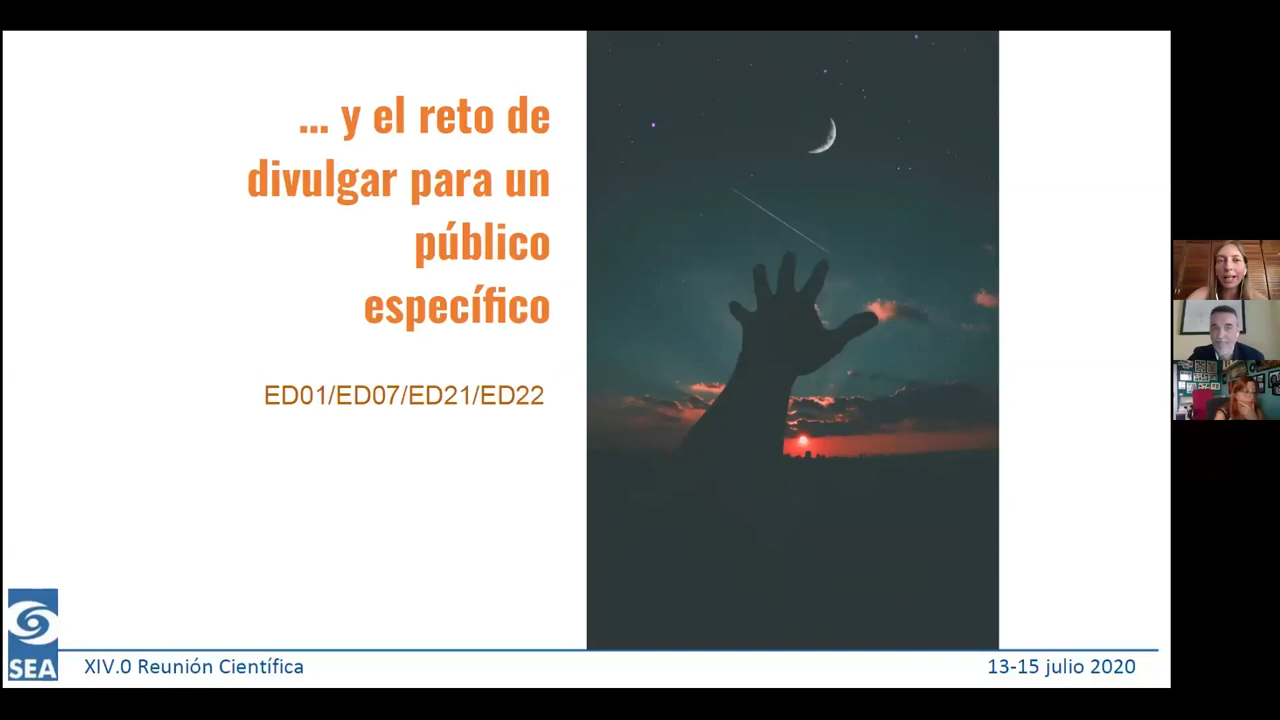 ... y el reto de
divulgar para un
público
específico
ED01/ED07/ED21/ED22
SEA
XIV.0 Reunión Científica
13-15 julio 2020